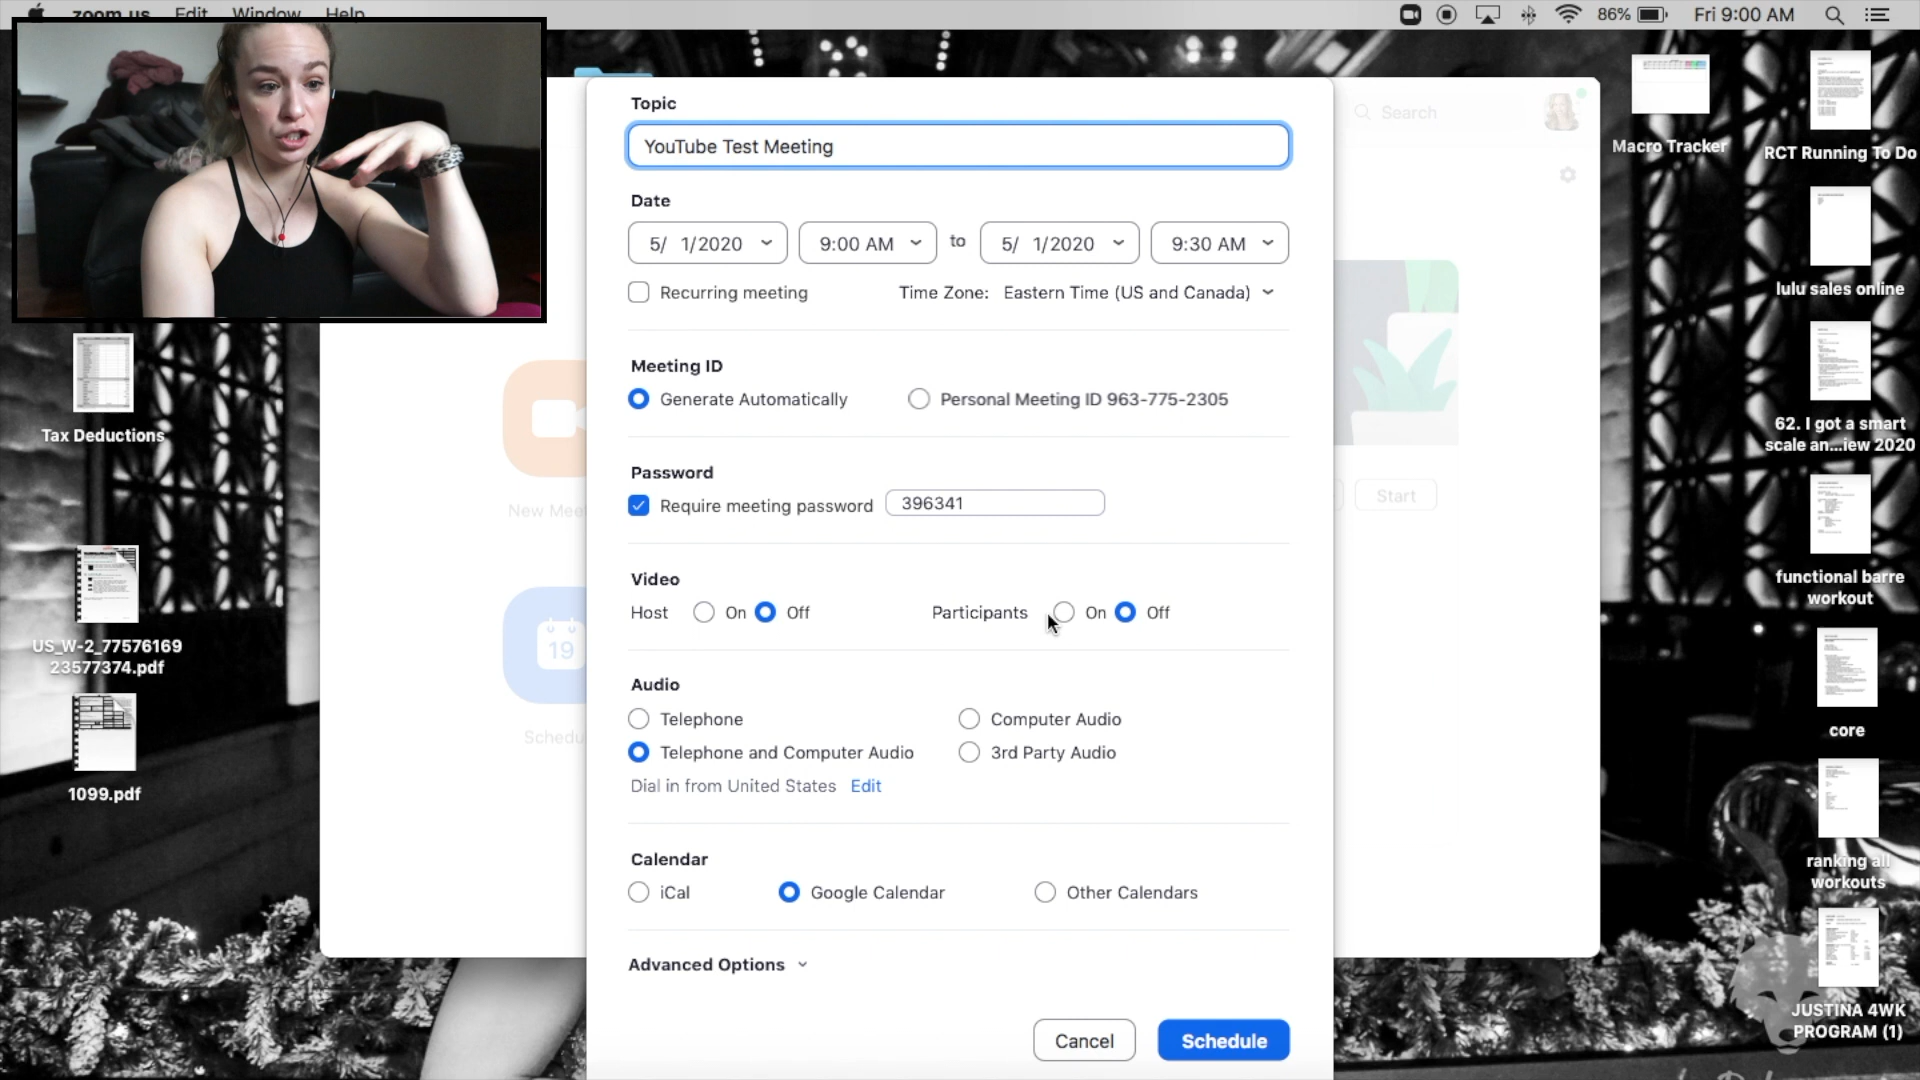 zoom.us Edit Window Help
86% Fri 9:00 AM
Topic
YouTube Test Meeting
Date
5/ 1/2020 9:00 AM to 5/ 1/2020 9:30 AM
Recurring meeting Time Zone: Eastern Time (US and Canada)
Meeting ID
Generate Automatically Personal Meeting ID 963-775-2305
Password
Require meeting password 396341
Video
Host On Off Participants On Off
Audio
Telephone Computer Audio
Telephone and Computer Audio 3rd Party Audio
Dial in from United States Edit
Calendar
iCal Google Calendar Other Calendars
Advanced Options
Cancel Schedule
Search
Start
New Mee
19
Schedu
Tax Deductions
US_W-2_77576169
23577374.pdf
1099.pdf
Macro Tracker
RCT Running To Do
lulu sales online
62. I got a smart
scale an...iew 2020
functional barre
workout
core
ranking all
workouts
JUSTINA 4WK
PROGRAM (1)